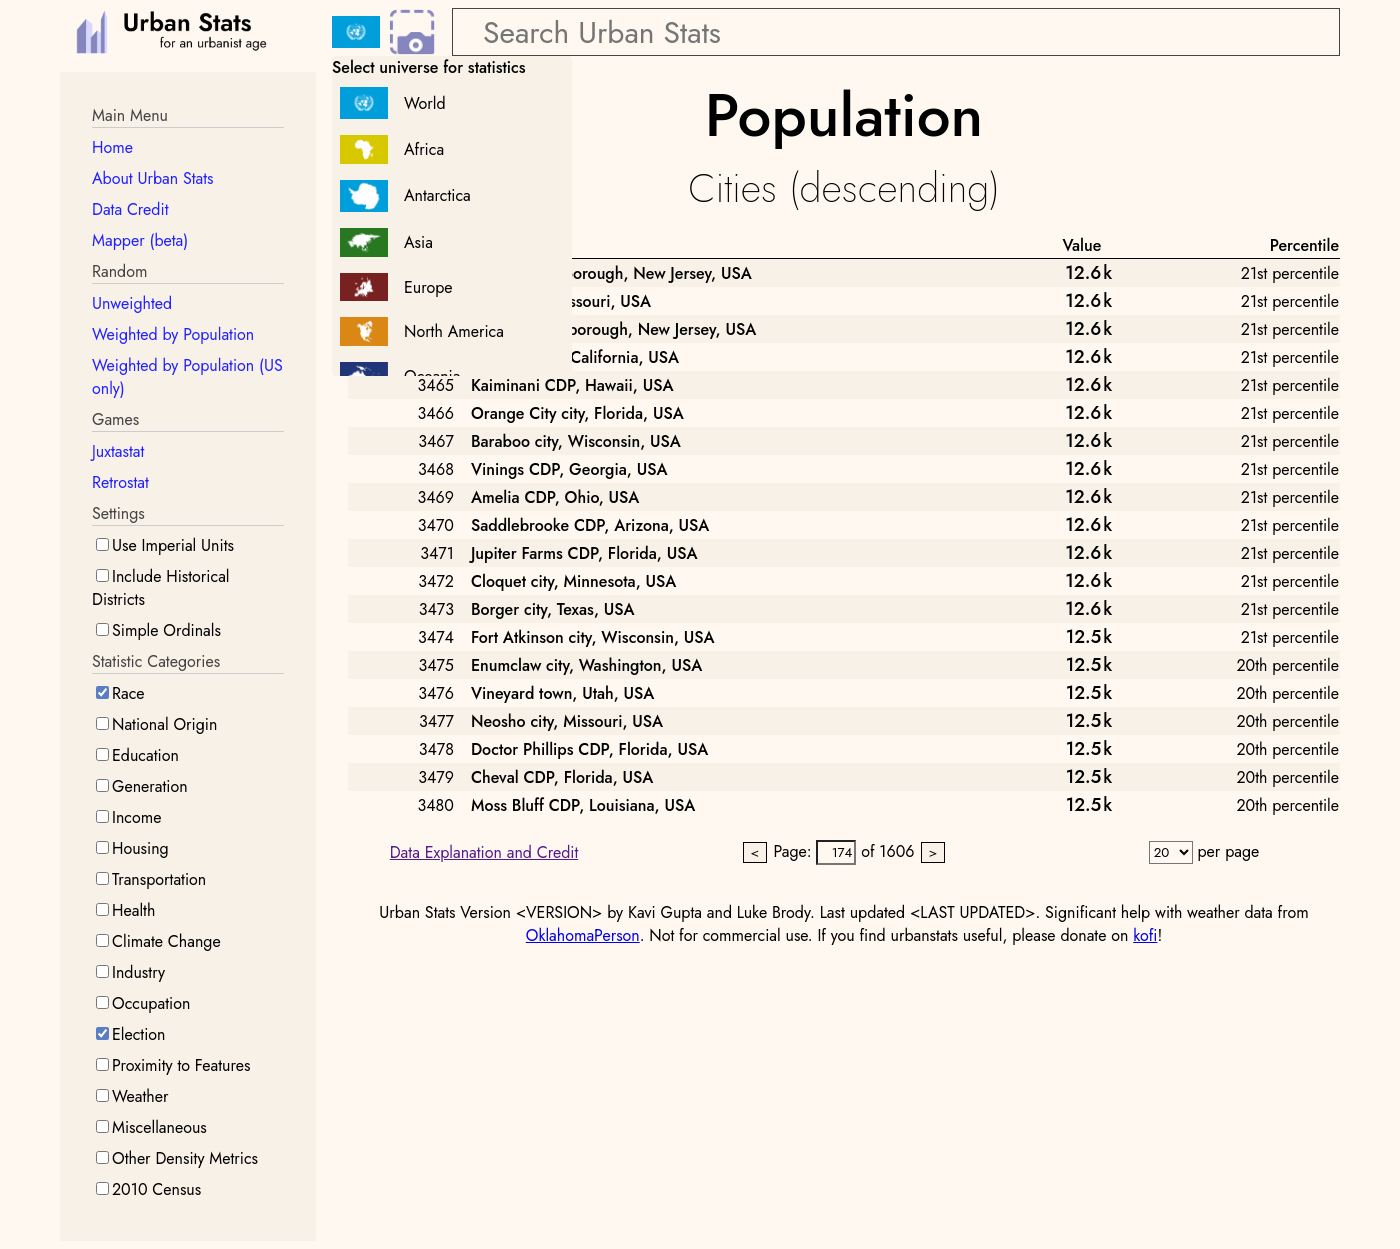 Urban Stats
for an urbanist age
Search Urban Stats
Select universe for statistics
World
Africa
Antarctica
Asia
Europe
North America
Oceania
Main Menu
Home
About Urban Stats
Data Credit
Mapper (beta)
Random
Unweighted
Weighted by Population
Weighted by Population (US
only)
Games
Juxtastat
Retrostat
Settings
Use Imperial Units
Include Historical
Districts
Simple Ordinals
Statistic Categories
Race
National Origin
Education
Generation
Income
Housing
Transportation
Health
Climate Change
Industry
Occupation
Election
Proximity to Features
Weather
Miscellaneous
Other Density Metrics
2010 Census
Population
Cities (descending)
Value Percentile
borough, New Jersey, USA 12.6k 21st percentile
ssouri, USA 12.6k 21st percentile
borough, New Jersey, USA 12.6k 21st percentile
California, USA 12.6k 21st percentile
3465 Kaiminani CDP, Hawaii, USA 12.6k 21st percentile
3466 Orange City city, Florida, USA 12.6k 21st percentile
3467 Baraboo city, Wisconsin, USA 12.6k 21st percentile
3468 Vinings CDP, Georgia, USA 12.6k 21st percentile
3469 Amelia CDP, Ohio, USA 12.6k 21st percentile
3470 Saddlebrooke CDP, Arizona, USA 12.6k 21st percentile
3471 Jupiter Farms CDP, Florida, USA 12.6k 21st percentile
3472 Cloquet city, Minnesota, USA 12.6k 21st percentile
3473 Borger city, Texas, USA 12.6k 21st percentile
3474 Fort Atkinson city, Wisconsin, USA 12.5k 21st percentile
3475 Enumclaw city, Washington, USA 12.5k 20th percentile
3476 Vineyard town, Utah, USA 12.5k 20th percentile
3477 Neosho city, Missouri, USA 12.5k 20th percentile
3478 Doctor Phillips CDP, Florida, USA 12.5k 20th percentile
3479 Cheval CDP, Florida, USA 12.5k 20th percentile
3480 Moss Bluff CDP, Louisiana, USA 12.5k 20th percentile
Data Explanation and Credit < Page: 174 of 1606 > 20 per page
Urban Stats Version <VERSION> by Kavi Gupta and Luke Brody. Last updated <LAST UPDATED>. Significant help with weather data from
OklahomaPerson. Not for commercial use. If you find urbanstats useful, please donate on kofi!